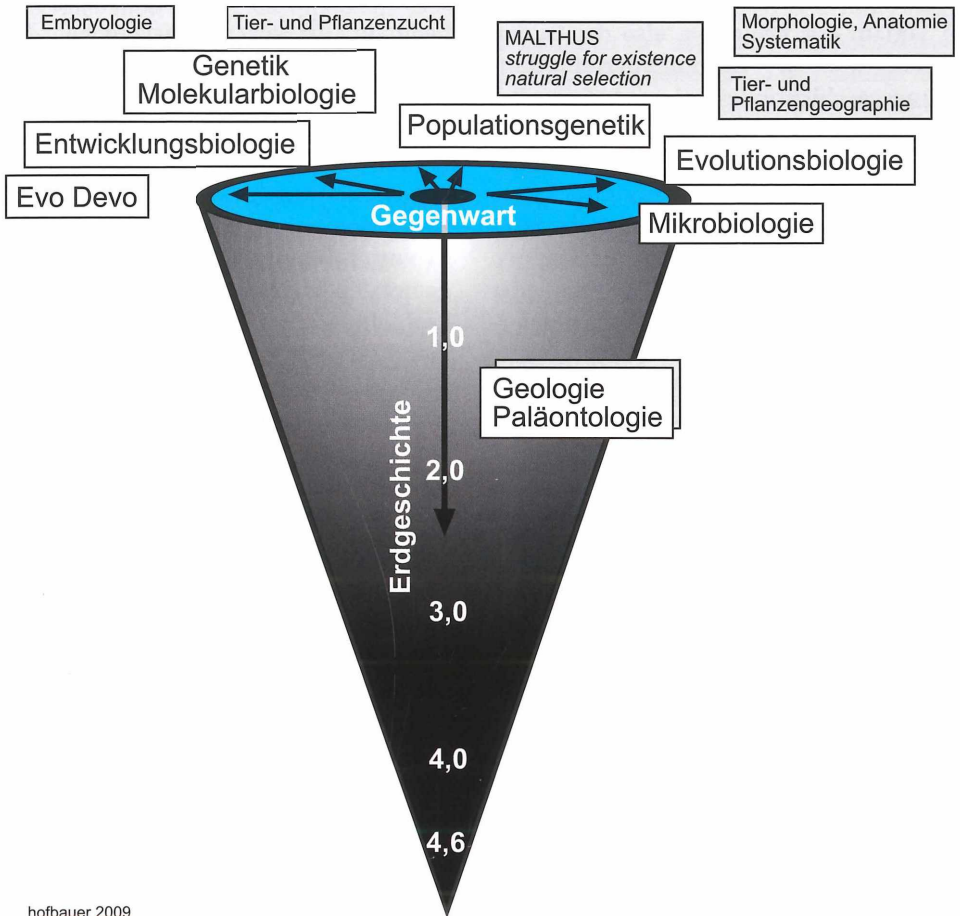 Embryologie
Tier- und Pflanzenzucht
MALTHUS
struggle for existence
natural selection
Morphologie, Anatomie
Systematik
Tier- und
Pflanzengeographie
Genetik
Molekularbiologie
Populationsgenetik
Entwicklungsbiologie
Evolutionsbiologie
Evo Devo
Mikrobiologie
Gegenwart
1,0
Geologie
Paläontologie
Erdgeschichte
2,0
3,0
4,0
4,6
hofbauer 2009